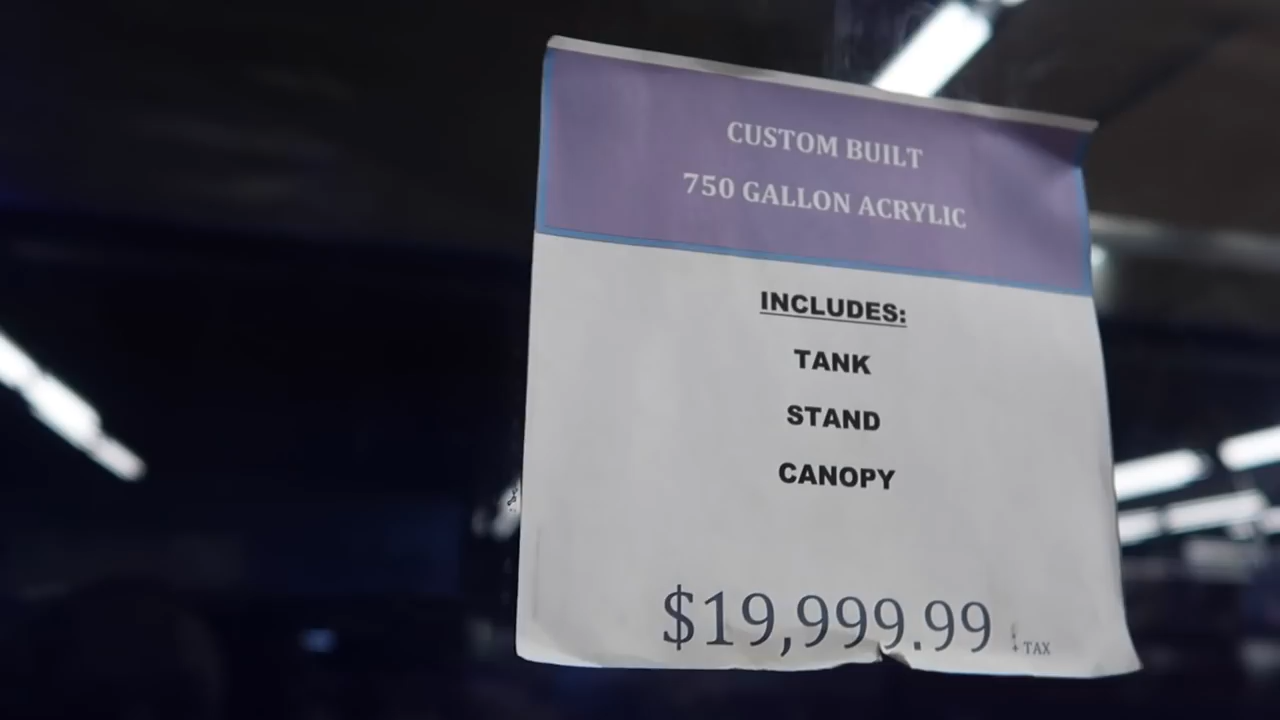 CUSTOM BUILT
750 GALLON ACRYLIC
INCLUDES:
TANK
STAND
CANOPY
$19,999.99
TAX